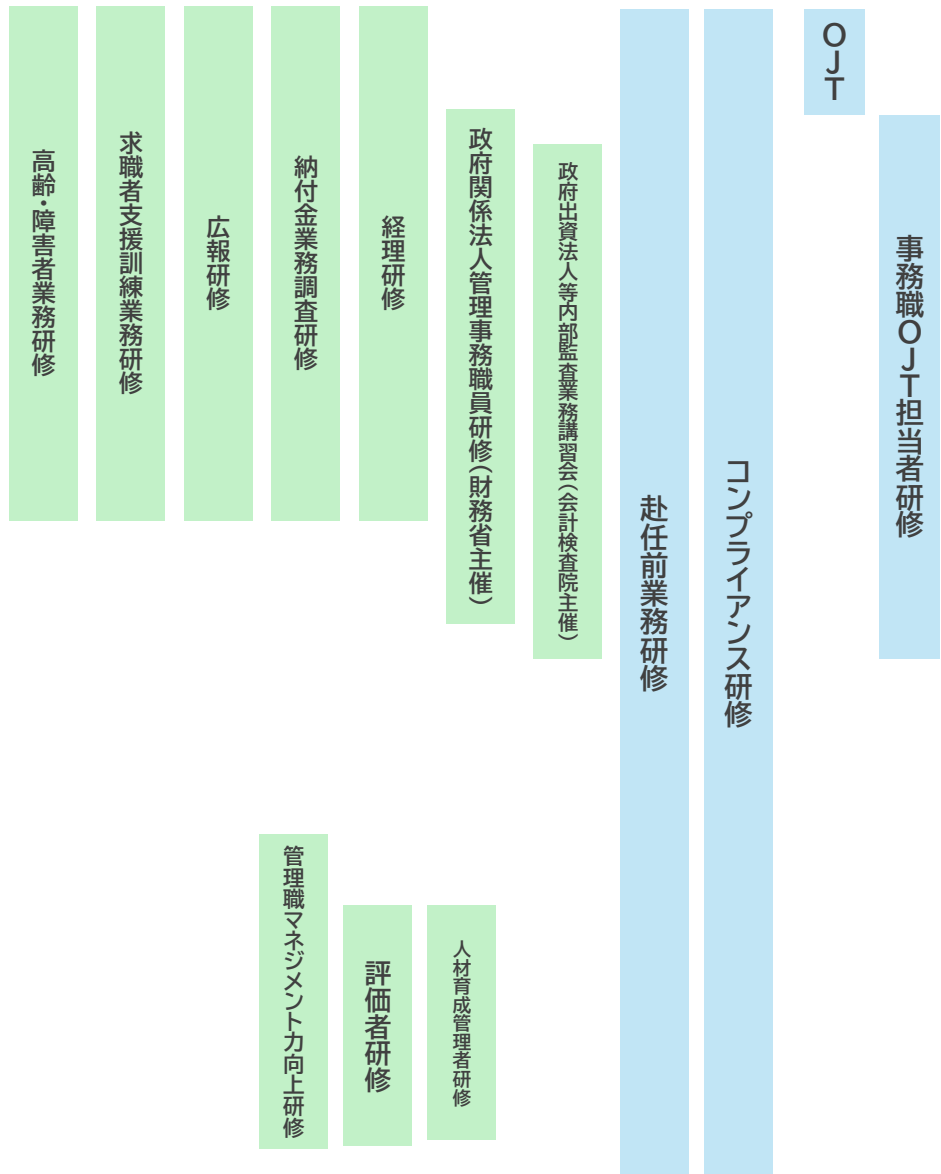 高齢・障害者業務研修
求職者支援訓練業務研修
広報研修
納付金業務調査研修
経理研修
政府関係法人管理事務職員研修（財務省主催）
政府出資法人等内部監査業務講習会（会計検査院主催）
赴任前業務研修
コンプライアンス研修
OJT
事務職OJT担当者研修
管理職マネジメント力向上研修
評価者研修
人材育成管理者研修